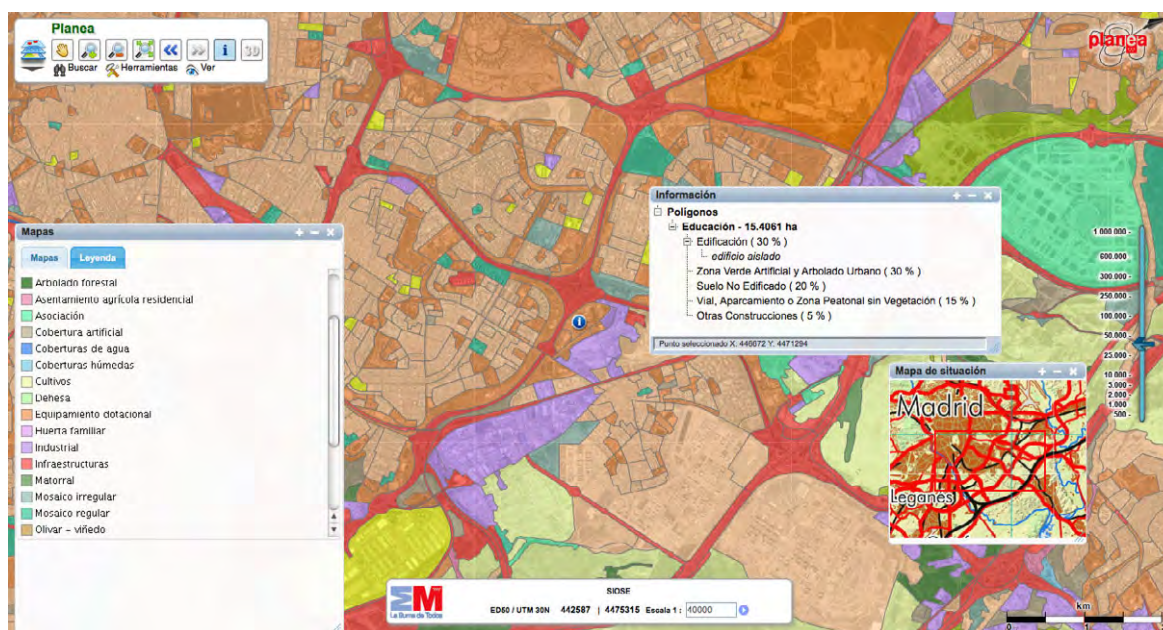 Planea
3D
Buscar Herramientas Ver
planea
Información
Polígonos
Educación - 15.4061 ha
Edificación ( 30 % )
edificio aislado
Zona Verde Artificial y Arbolado Urbano ( 30 % )
Suelo No Edificado ( 20 % )
Vial, Aparcamiento o Zona Peatonal sin Vegetación ( 15 % )
Otras Construcciones ( 5 % )
Punto seleccionado X: 446872 Y: 4471294
Mapas
Mapas Leyenda
Arbolado forestal
Asentamiento agrícola residencial
Asociación
Cobertura artificial
Coberturas de agua
Coberturas húmedas
Cultivos
Dehesa
Equipamiento dotacional
Huerta familiar
Industrial
Infraestructuras
Matorral
Mosaico irregular
Mosaico regular
Olivar – viñedo
1.000.000
600.000
300.000
250.000
100.000
50.000
25.000
10.000
5.000
2.000
1.000
500
Mapa de situación
Madrid
Leganés
La Suma de Todos
SIOSE
ED50 / UTM 30N 442587 | 4475315 Escala 1 : 40000
km
0 1